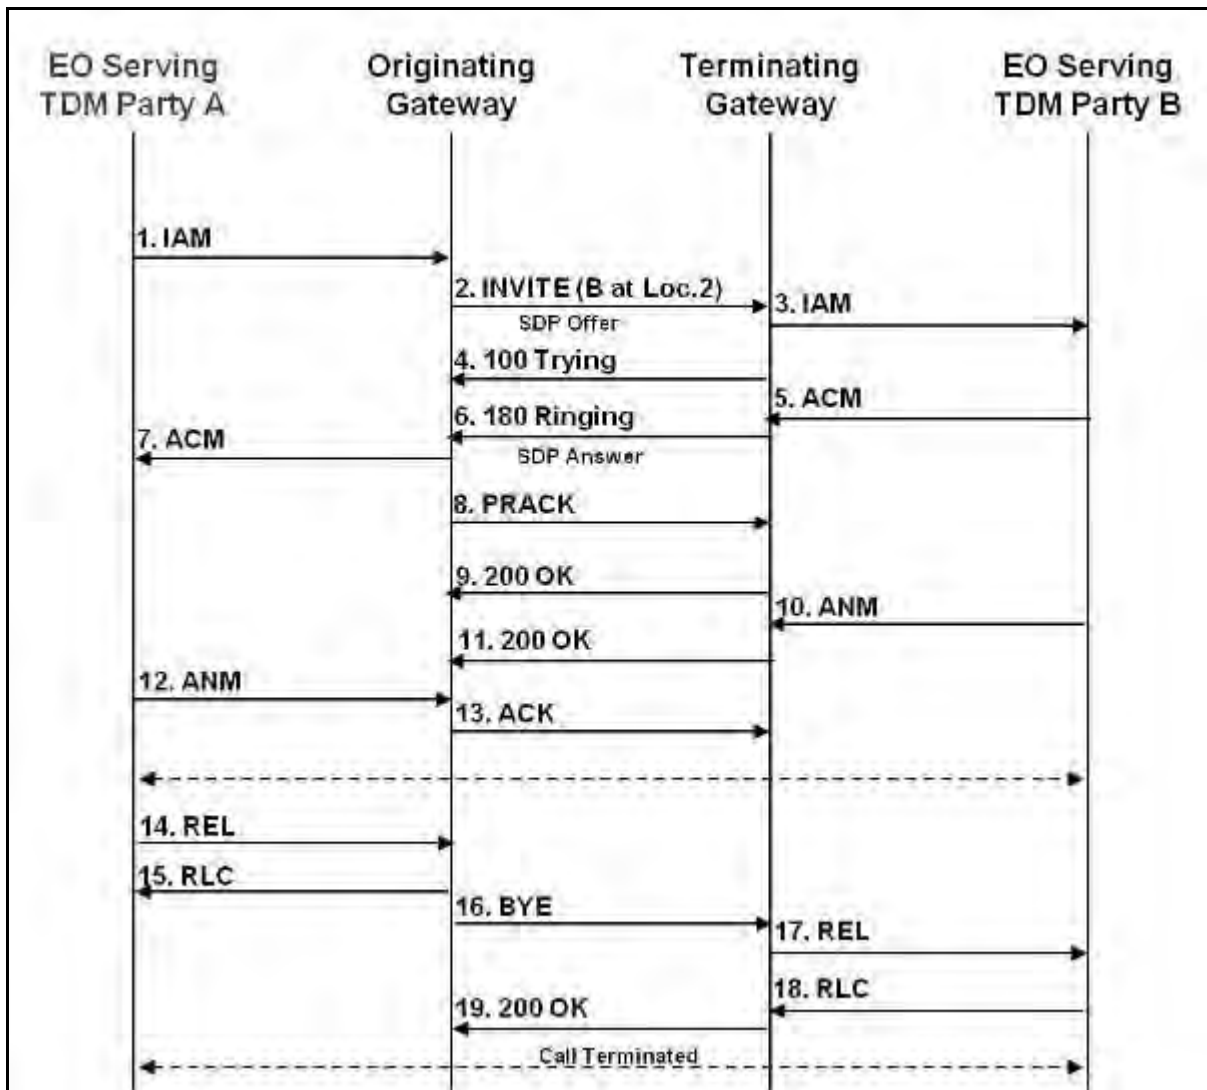 EO Serving
TDM Party A
Originating
Gateway
Terminating
Gateway
EO Serving
TDM Party B
1. IAM
2. INVITE (B at Loc.2)
SDP Offer
3. IAM
4. 100 Trying
5. ACM
6. 180 Ringing
SDP Answer
7. ACM
8. PRACK
9. 200 OK
10. ANM
11. 200 OK
12. ANM
13. ACK
14. REL
15. RLC
16. BYE
17. REL
18. RLC
19. 200 OK
Call Terminated